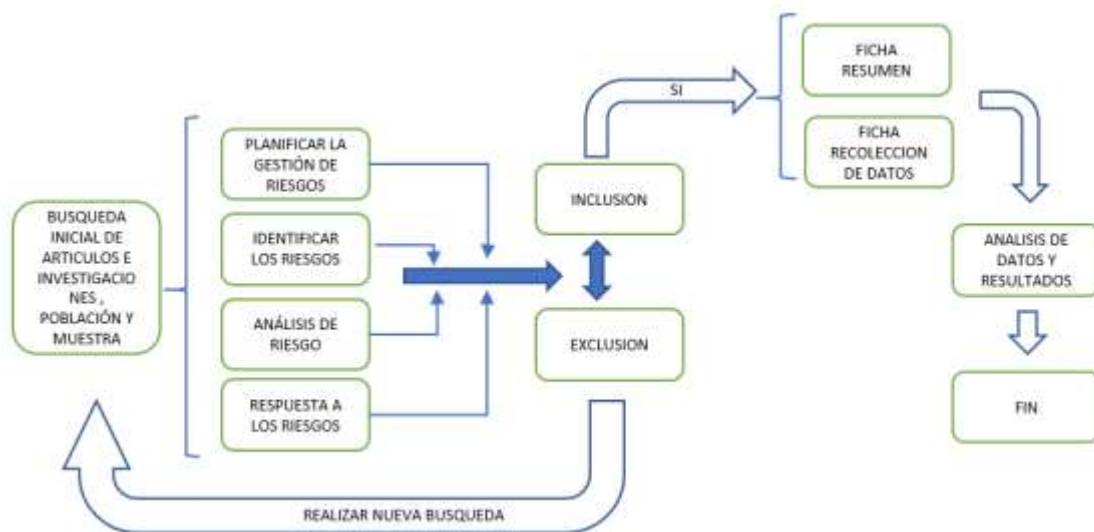 BUSQUEDA
INICIAL DE
ARTICULOS E
INVESTIGACIO
NES ,
POBLACIÓN Y
MUESTRA
PLANIFICAR LA
GESTIÓN DE
RIESGOS
IDENTIFICAR
LOS RIESGOS
ANÁLISIS DE
RIESGO
RESPUESTA A
LOS RIESGOS
INCLUSION
EXCLUSION
SI
FICHA
RESUMEN
FICHA
RECOLECCION
DE DATOS
ANALISIS DE
DATOS Y
RESULTADOS
FIN
REALIZAR NUEVA BUSQUEDA